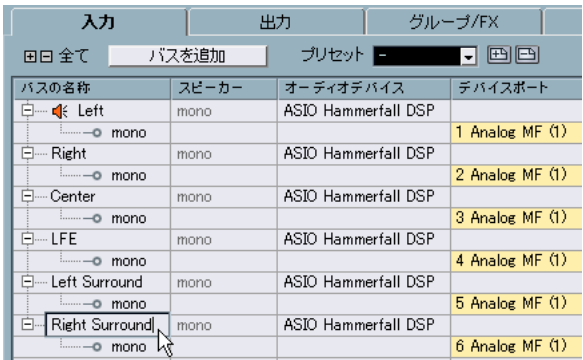 入力 出力 グループ/FX
全て バスを追加 プリセット -
バスの名称 スピーカー オーディオデバイス デバイスポート
Left mono ASIO Hammerfall DSP
mono 1 Analog MF (1)
Right mono ASIO Hammerfall DSP
mono 2 Analog MF (1)
Center mono ASIO Hammerfall DSP
mono 3 Analog MF (1)
LFE mono ASIO Hammerfall DSP
mono 4 Analog MF (1)
Left Surround mono ASIO Hammerfall DSP
mono 5 Analog MF (1)
Right Surround mono ASIO Hammerfall DSP
mono 6 Analog MF (1)